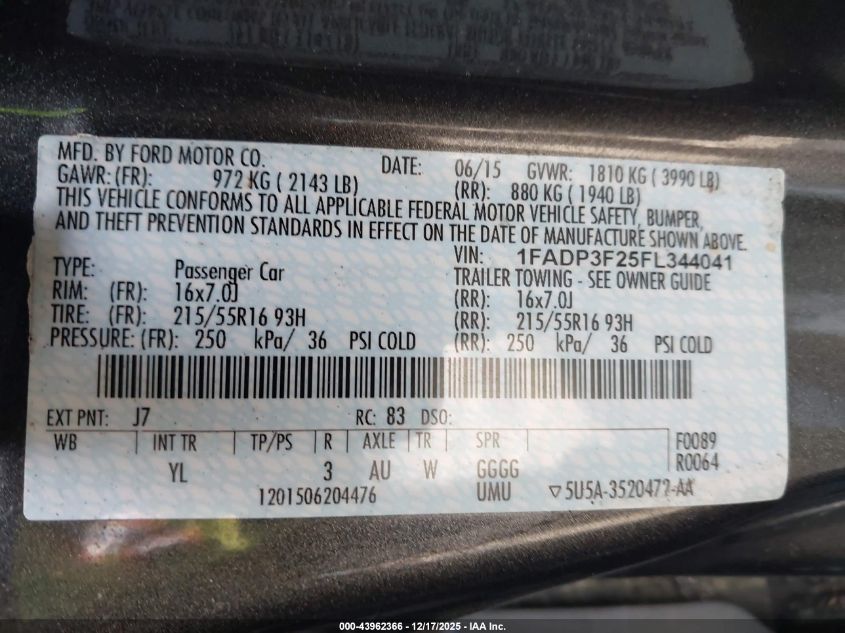 MFD. BY FORD MOTOR CO. DATE: 06/15 GVWR: 1810 KG ( 3990 LB)
GAWR: (FR): 972 KG ( 2143 LB) (RR): 880 KG ( 1940 LB)
THIS VEHICLE CONFORMS TO ALL APPLICABLE FEDERAL MOTOR VEHICLE SAFETY, BUMPER,
AND THEFT PREVENTION STANDARDS IN EFFECT ON THE DATE OF MANUFACTURE SHOWN ABOVE.
VIN: 1FADP3F25FL344041
TYPE: Passenger Car TRAILER TOWING - SEE OWNER GUIDE
RIM: (FR): 16x7.0J (RR): 16x7.0J
TIRE: (FR): 215/55R16 93H (RR): 215/55R16 93H
PRESSURE: (FR): 250 kPa/ 36 PSI COLD (RR): 250 kPa/ 36 PSI COLD
EXT PNT: J7 RC: 83 DSO:
WB INT TR TP/PS R AXLE TR SPR F0089
YL 3 AU W GGGG R0064
1201506204476 UMU 5U5A-3520472-AA
000-43962366 - 12/17/2025 - IAA Inc.